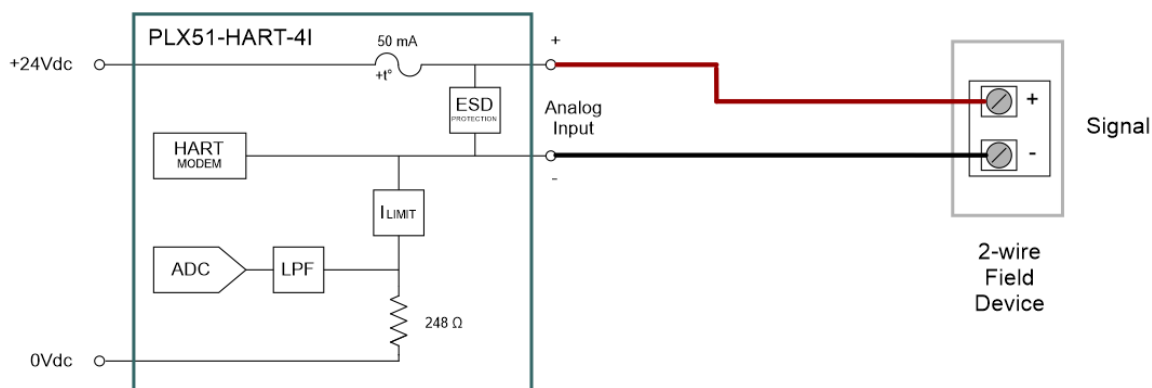 PLX51-HART-4I
50 mA
+
+24Vdc
+t°
ESD
PROTECTION
Analog
Input
+
Signal
HART
MODEM
-
-
I LIMIT
ADC
LPF
2-wire
Field
Device
248 Ω
0Vdc